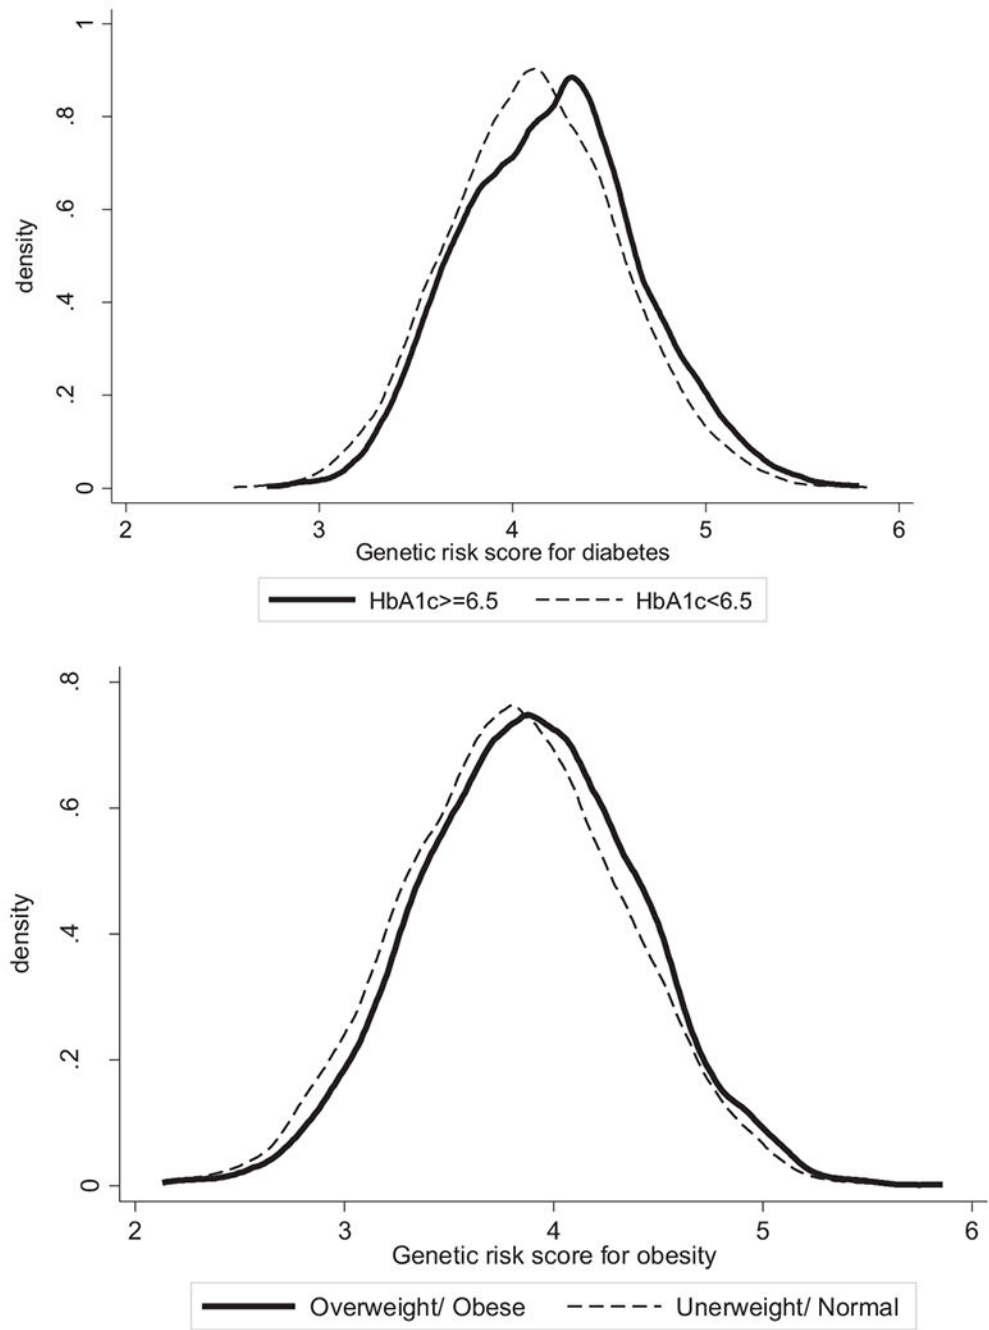 1
.8
.6
.4
.2
0
density
2 3 4 5 6
Genetic risk score for diabetes
HbA1c>=6.5 HbA1c<6.5
.8
.6
.4
.2
0
density
2 3 4 5 6
Genetic risk score for obesity
Overweight/ Obese Unerweight/ Normal